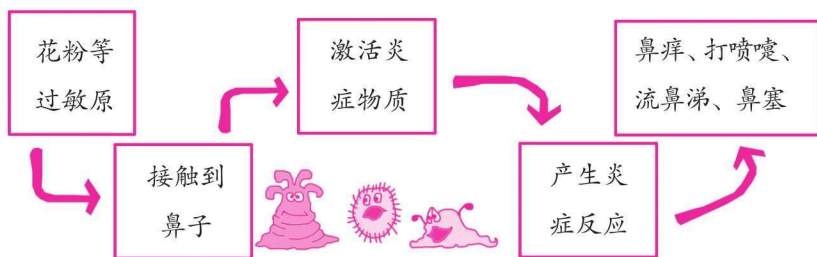 花粉等
过敏原
接触到
鼻子
激活炎
症物质
产生炎
症反应
鼻痒、打喷嚏、
流鼻涕、鼻塞